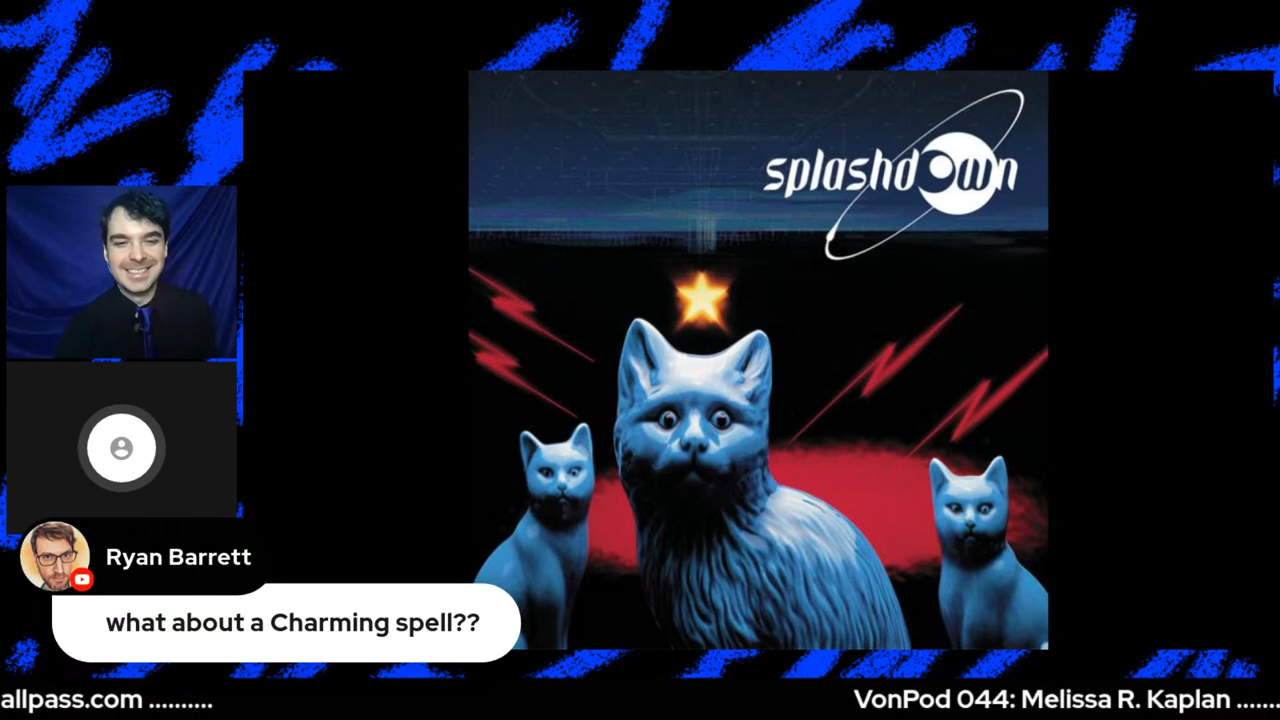 splashdown
Ryan Barrett
what about a Charming spell??
allpass.com ..........
VonPod 044: Melissa R. Kaplan .......